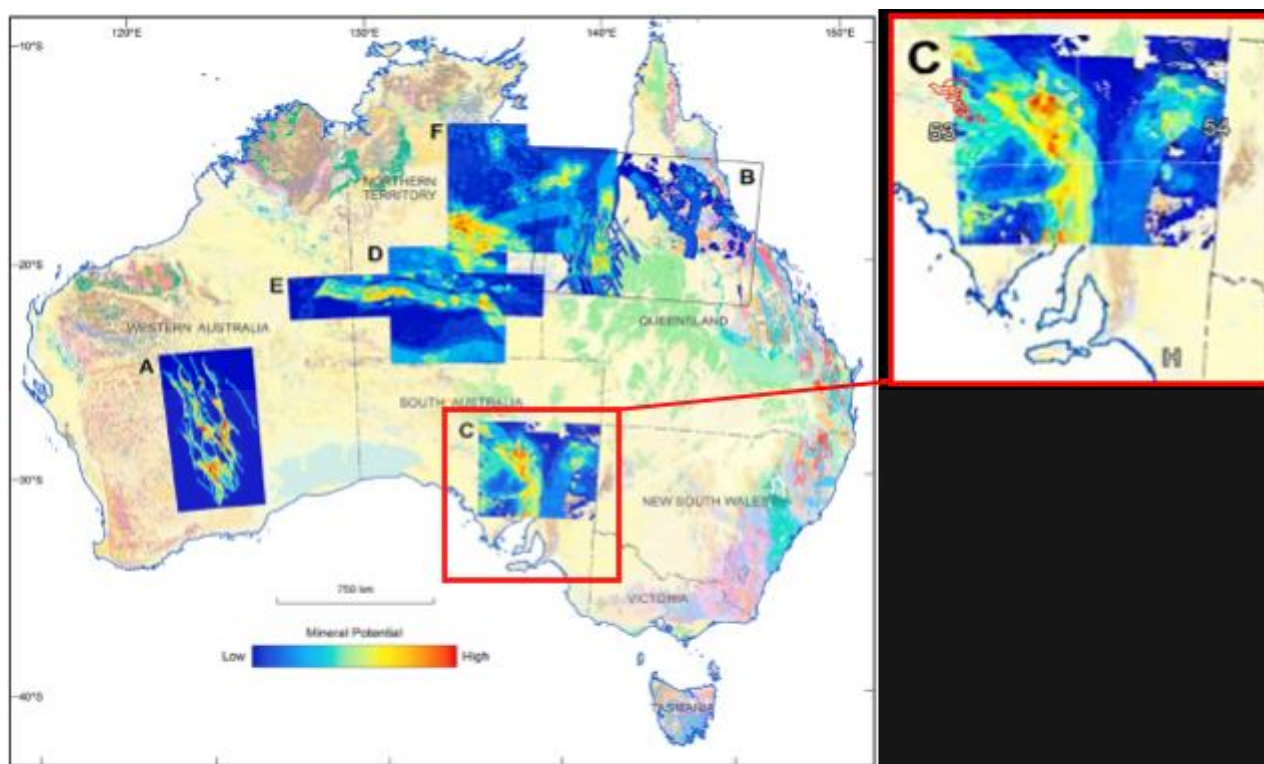 120°E
130°E
140°E
150°E
10°S
C
53
54
F
NORTHERN
TERRITORY
B
D
20°S
E
WESTERN AUSTRALIA
QUEENSLAND
A
SOUTH AUSTRALIA
H
C
30°S
NEW SOUTH WALES
750 km
VICTORIA
Mineral Potential
Low
High
40°S
TASMANIA